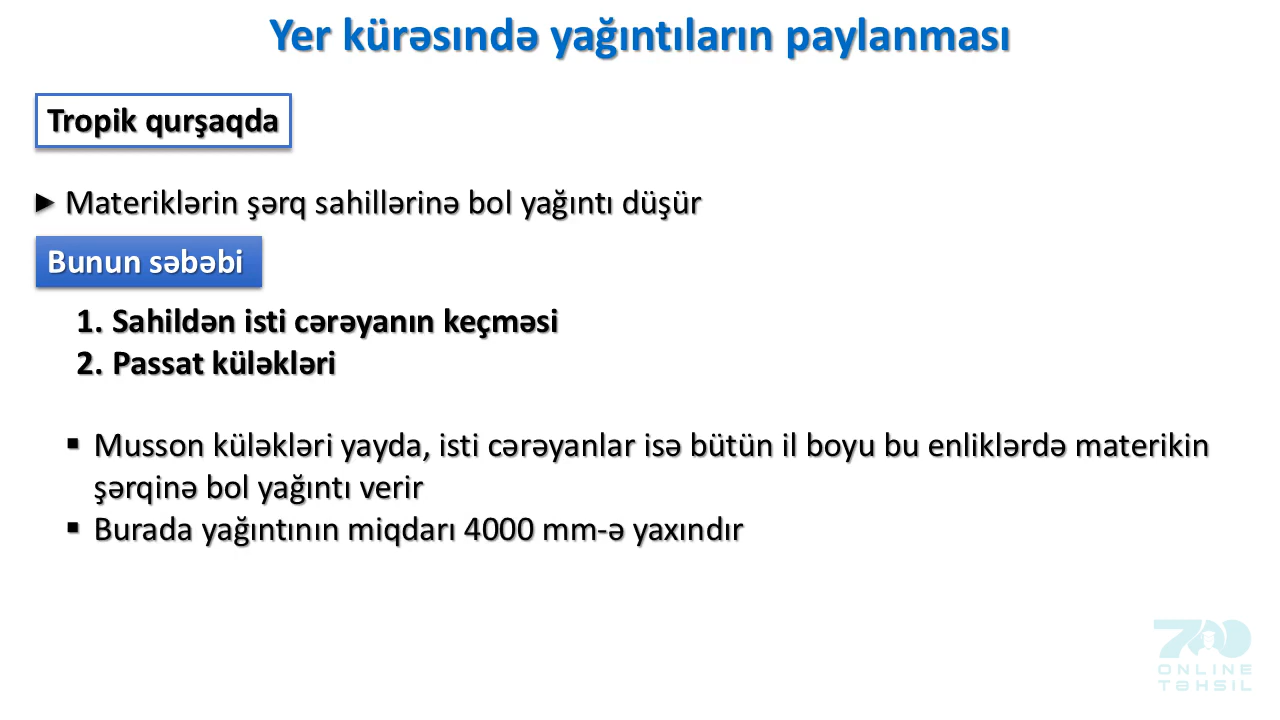 Yer kürəsındə yağıntıların paylanması
Tropik qurşaqda
► Materiklərin şərq sahillərinə bol yağıntı düşür
Bunun səbəbi
1. Sahildən isti cərəyanın keçməsi
2. Passat küləkləri
▪ Musson küləkləri yayda, isti cərəyanlar isə bütün il boyu bu enliklərdə materikin
şərqinə bol yağıntı verir
▪ Burada yağıntının miqdarı 4000 mm-ə yaxındır
700
ONLINE
TƏHSIL